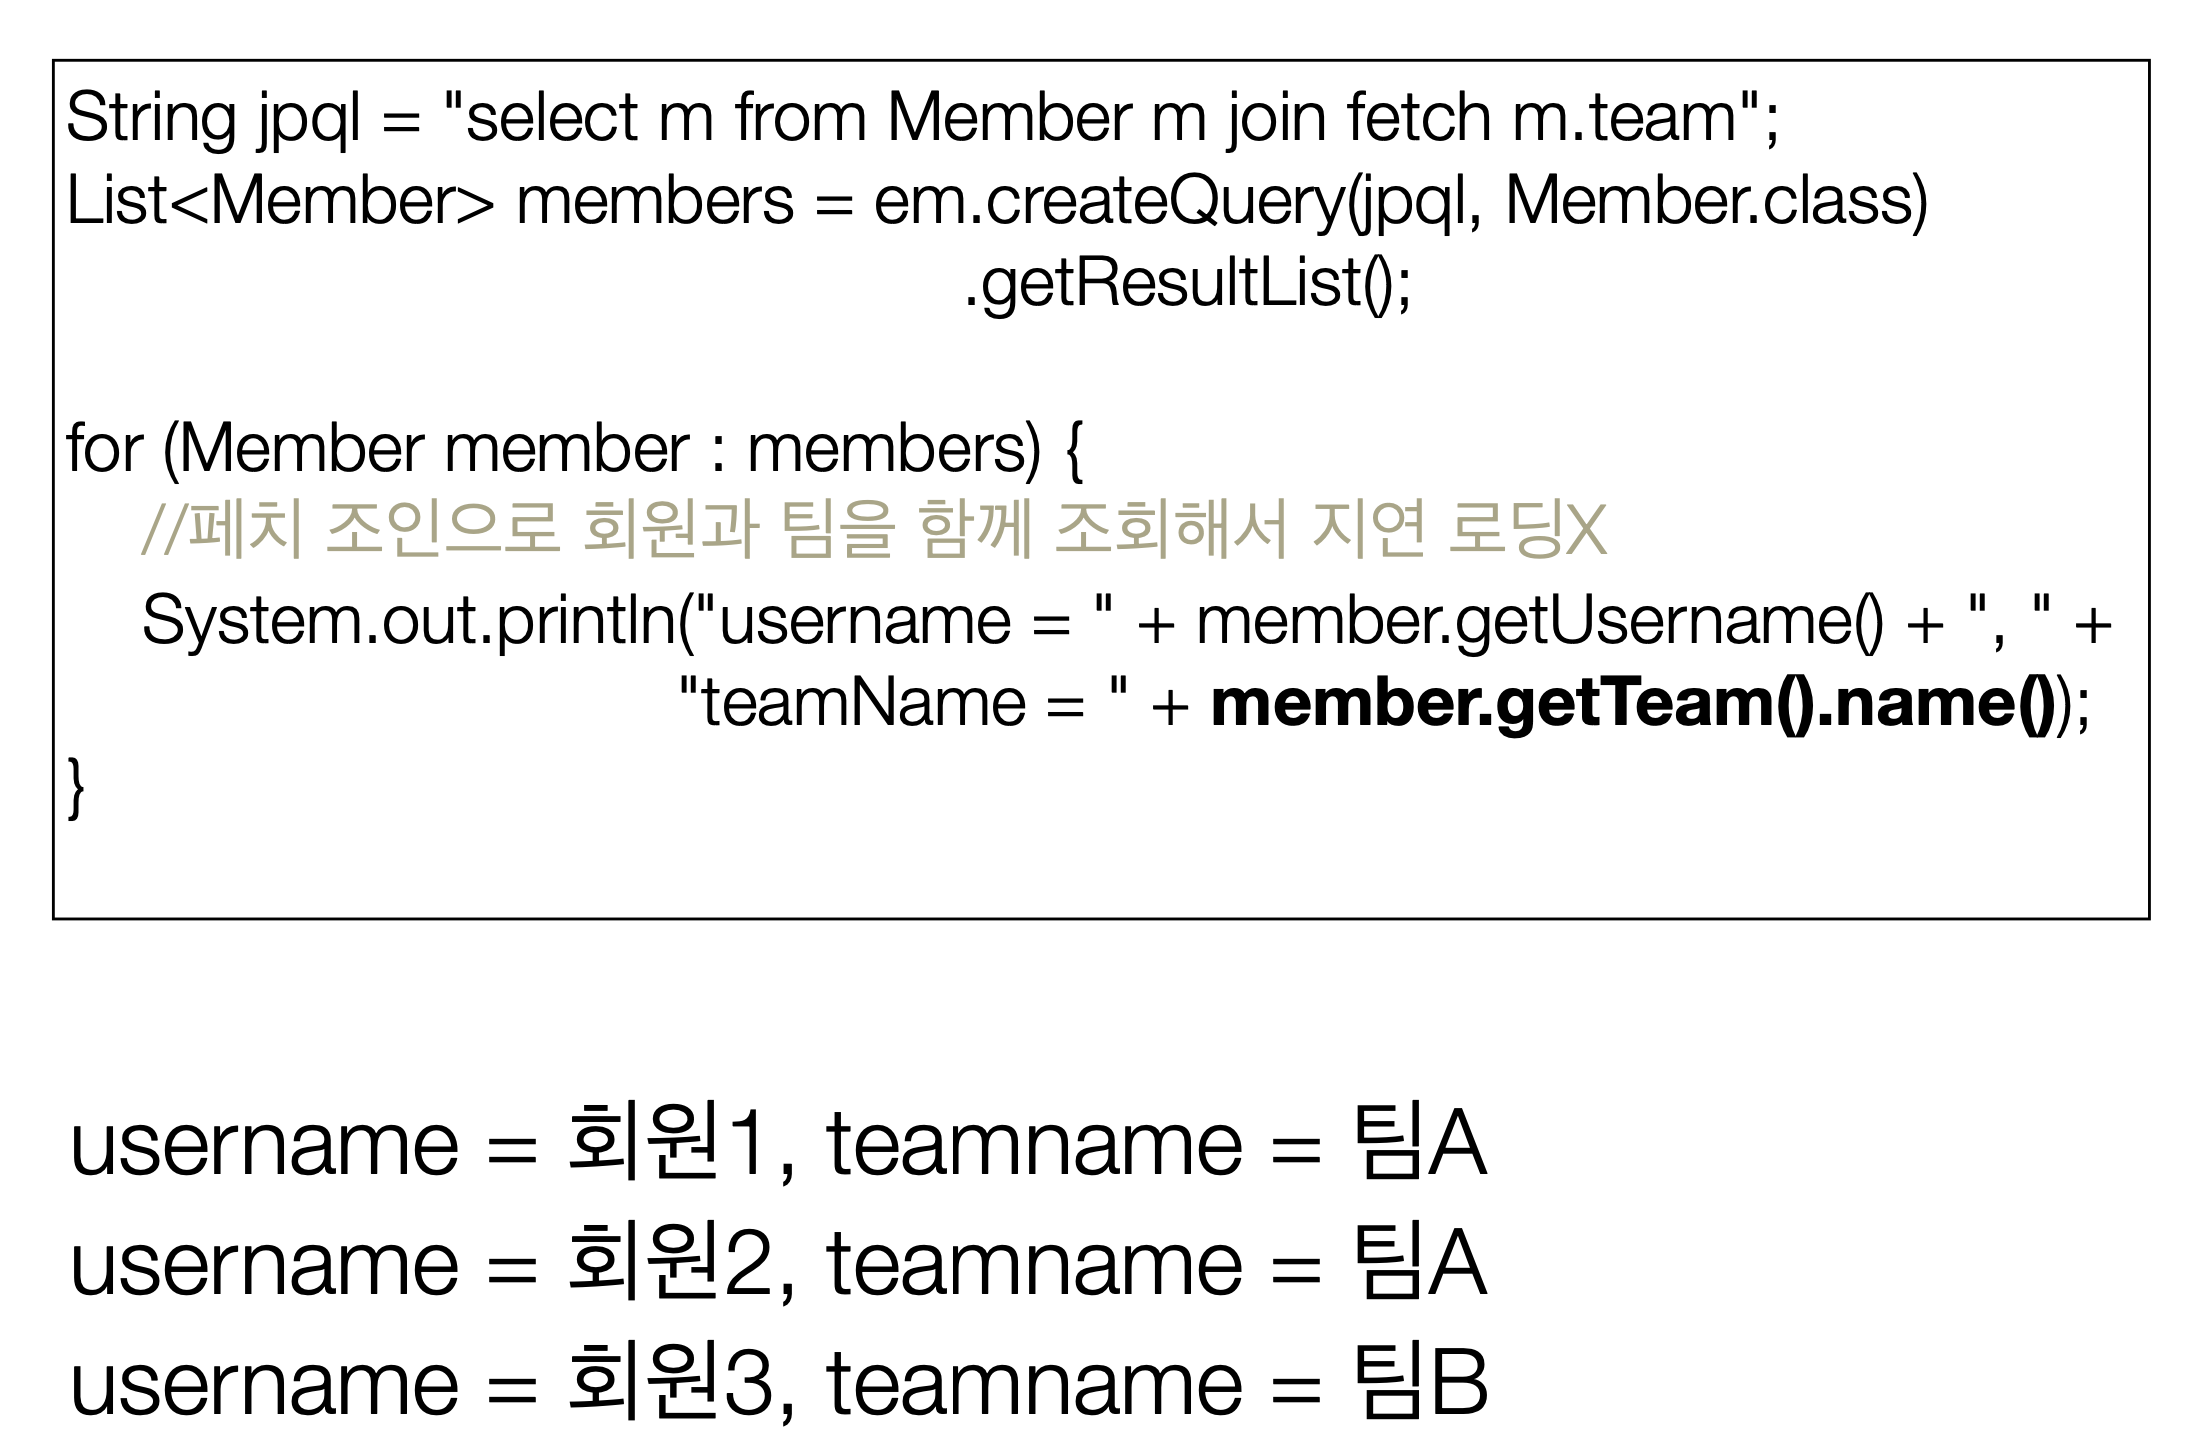 String jpql = "select m from Member m join fetch m.team";
List<Member> members = em.createQuery(jpql, Member.class)
.getResultList();
for (Member member : members) {
//페치 조인으로 회원과 팀을 함께 조회해서 지연 로딩X
System.out.println("username = " + member.getUsername() + ", " +
"teamName = " + member.getTeam().name());
}
username = 회원1, teamname = 팀A
username = 회원2, teamname = 팀A
username = 회원3, teamname = 팀B